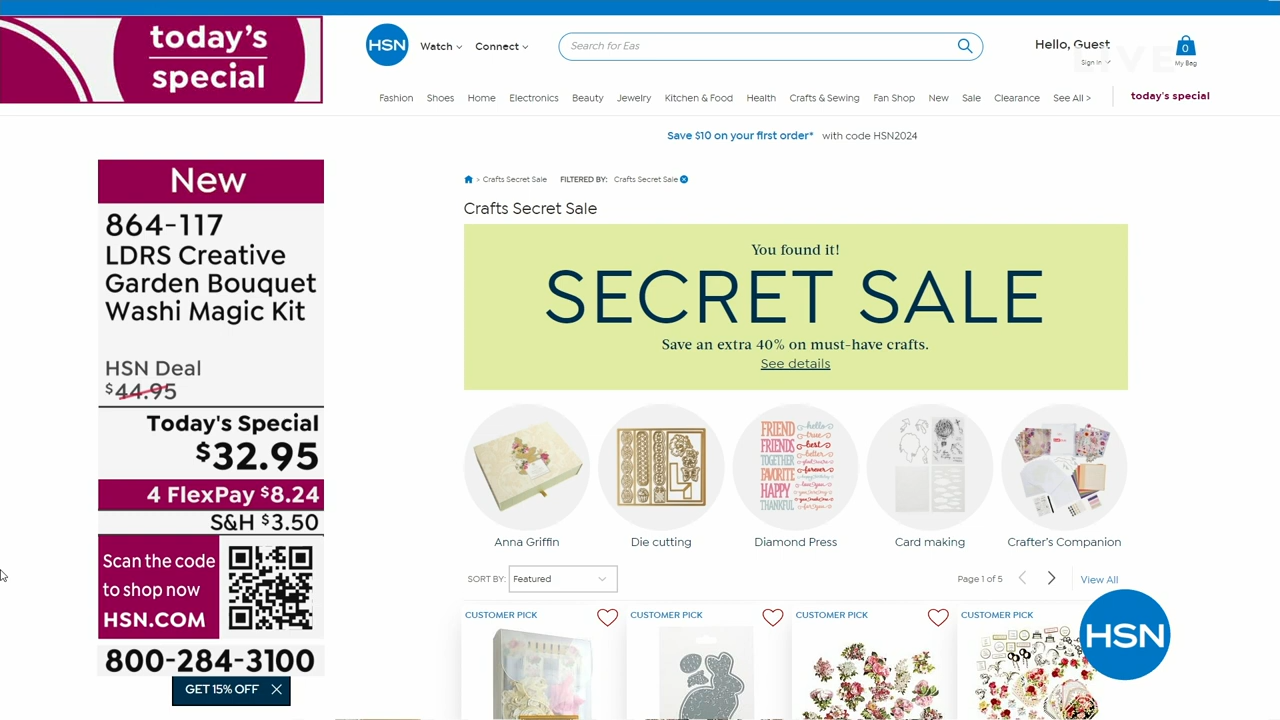 today's
special
HSN
Watch
Connect
Search for Eas
Hello, Guest
Sign In
LIVE
0
My Bag
Fashion Shoes Home Electronics Beauty Jewelry Kitchen & Food Health Crafts & Sewing Fan Shop New Sale Clearance See All > today's special
Save $10 on your first order* with code HSN2024
New
864-117
LDRS Creative
Garden Bouquet
Washi Magic Kit
HSN Deal
$44.95
Today's Special
$32.95
4 FlexPay $8.24
S&H $3.50
Scan the code
to shop now
HSN.COM
800-284-3100
GET 15% OFF
> Crafts Secret Sale FILTERED BY: Crafts Secret Sale
Crafts Secret Sale
You found it!
SECRET SALE
Save an extra 40% on must-have crafts.
See details
FRIEND
FRIENDS
TOGETHER
FAVORITE
HAPPY
THANKFUL
hello
true
best
better
forever
Anna Griffin Die cutting Diamond Press Card making Crafter's Companion
SORT BY: Featured
Page 1 of 5
View All
CUSTOMER PICK CUSTOMER PICK CUSTOMER PICK CUSTOMER PICK
HSN